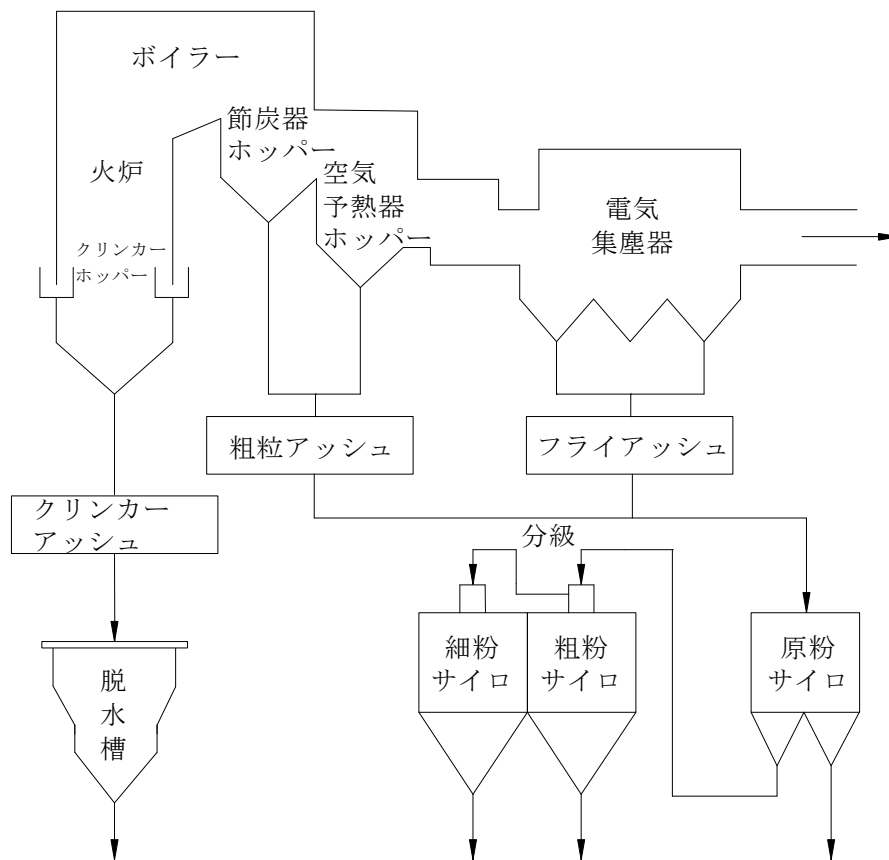 ボイラー
節炭器
ホッパー
火炉
空気
予熱器
ホッパー
電気
集塵器
クリンカー
ホッパー
粗粒アッシュ
フライアッシュ
クリンカー
アッシュ
分級
細粉
サイロ
粗粉
サイロ
原粉
サイロ
脱
水
槽